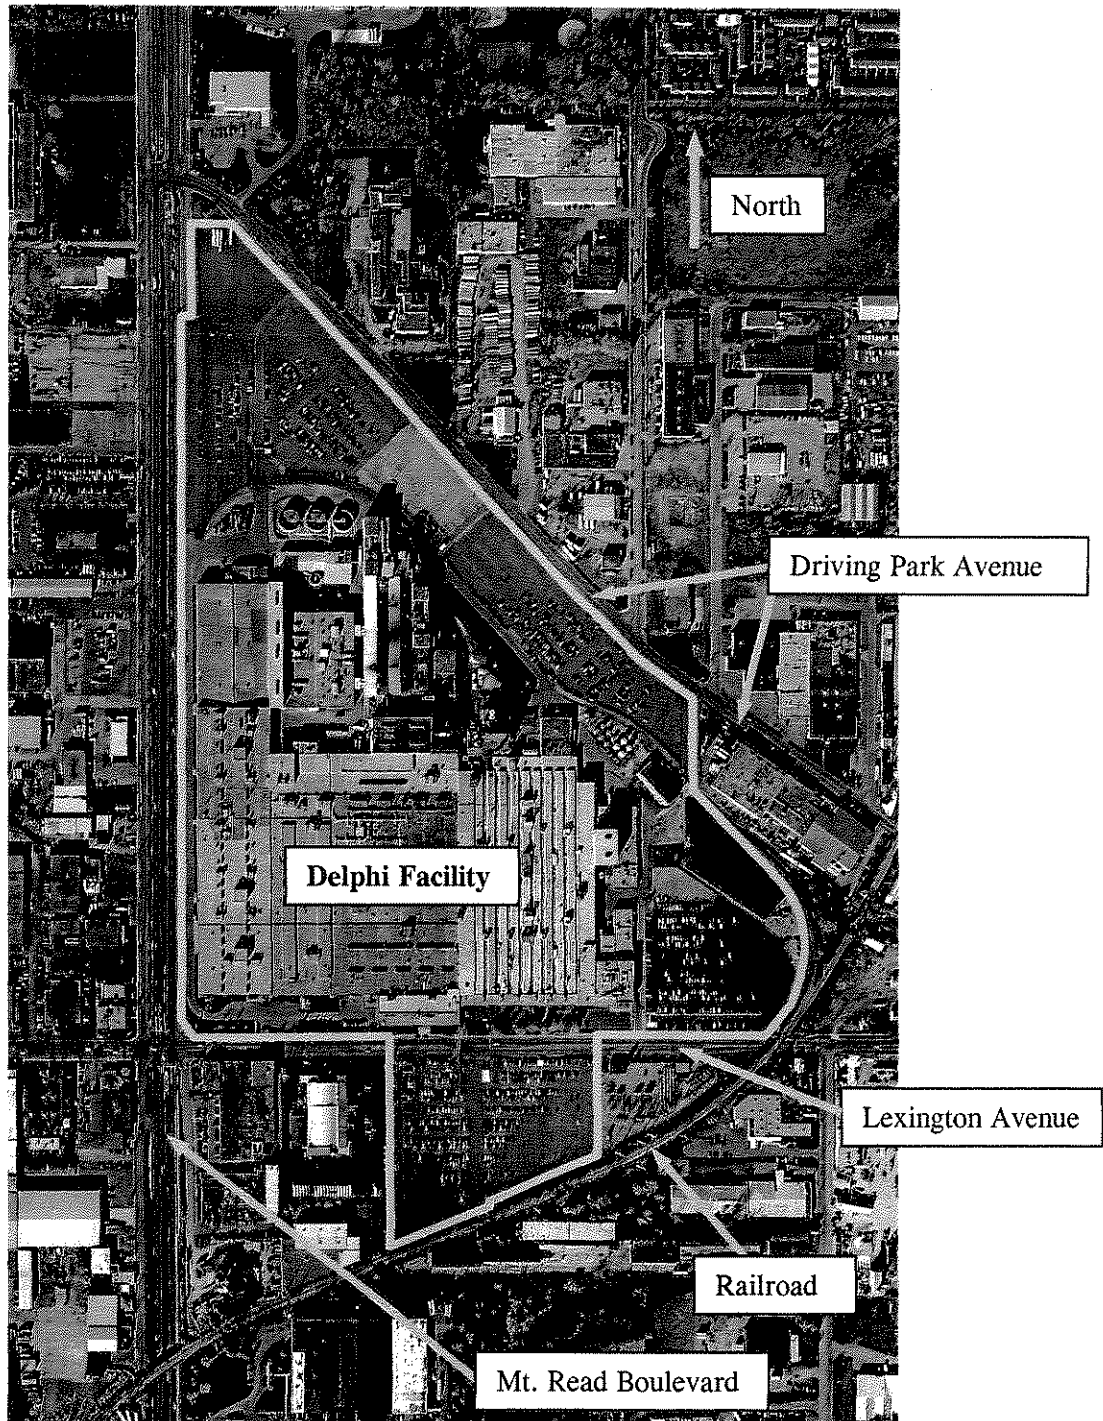 North
Driving Park Avenue
Delphi Facility
Lexington Avenue
Railroad
Mt. Read Boulevard